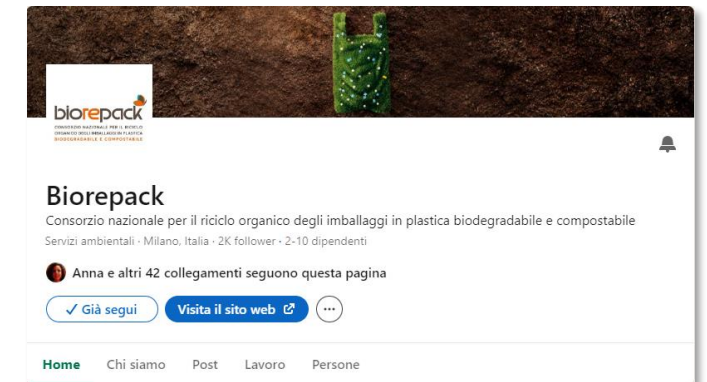 biorepack
CONSORZIO NAZIONALE PER IL RICICLO
ORGANICO DEGLI IMBALLAGGI IN PLASTICA
BIODEGRADABILE E COMPOSTABILE
Biorepack
Consorzio nazionale per il riciclo organico degli imballaggi in plastica biodegradabile e compostabile
Servizi ambientali · Milano, Italia · 2K follower · 2-10 dipendenti
Anna e altri 42 collegamenti seguono questa pagina
Già segui Visita il sito web
Home Chi siamo Post Lavoro Persone